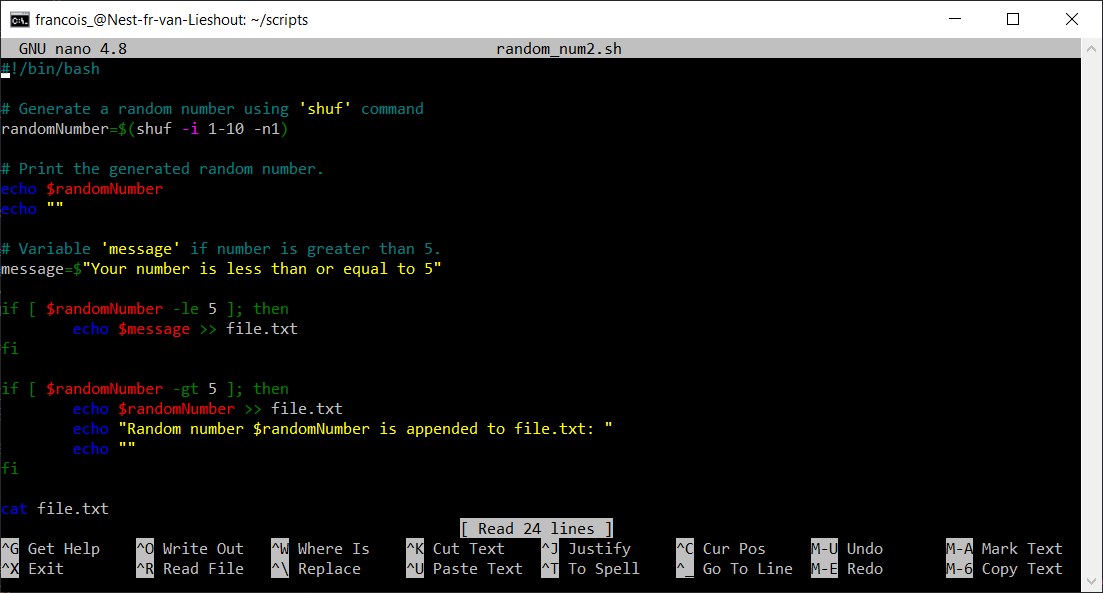 francois_@Nest-fr-van-Lieshout: ~/scripts
GNU nano 4.8 random_num2.sh
#!/bin/bash
# Generate a random number using 'shuf' command
randomNumber=$(shuf -i 1-10 -n1)
# Print the generated random number.
echo $randomNumber
echo ""
# Variable 'message' if number is greater than 5.
message=$"Your number is less than or equal to 5"
if [ $randomNumber -le 5 ]; then
echo $message >> file.txt
fi
if [ $randomNumber -gt 5 ]; then
echo $randomNumber >> file.txt
echo "Random number $randomNumber is appended to file.txt: "
echo ""
fi
cat file.txt
[ Read 24 lines ]
^G Get Help ^O Write Out ^W Where Is ^K Cut Text ^J Justify ^C Cur Pos M-U Undo M-A Mark Text
^X Exit ^R Read File ^\ Replace ^U Paste Text ^T To Spell ^_ Go To Line M-E Redo M-6 Copy Text